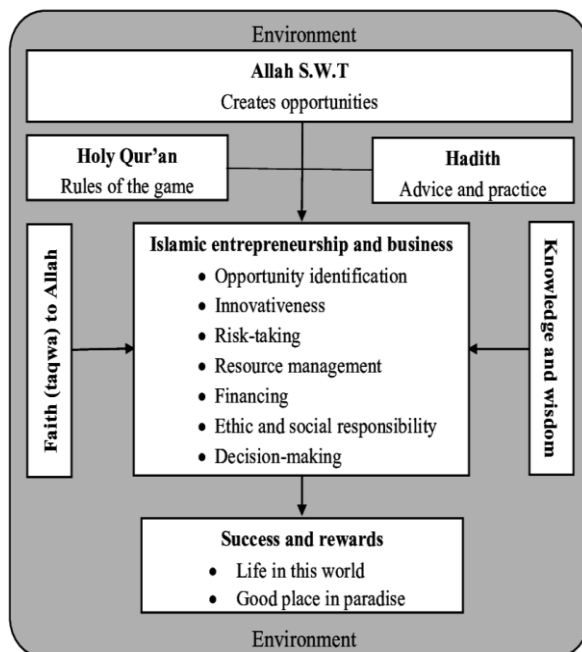 Environment
Allah S.W.T
Creates opportunities
Holy Qur’an
Rules of the game
Hadith
Advice and practice
Faith (taqwa) to Allah
Islamic entrepreneurship and business
• Opportunity identification
• Innovativeness
• Risk-taking
• Resource management
• Financing
• Ethic and social responsibility
• Decision-making
Knowledge and wisdom
Success and rewards
• Life in this world
• Good place in paradise
Environment